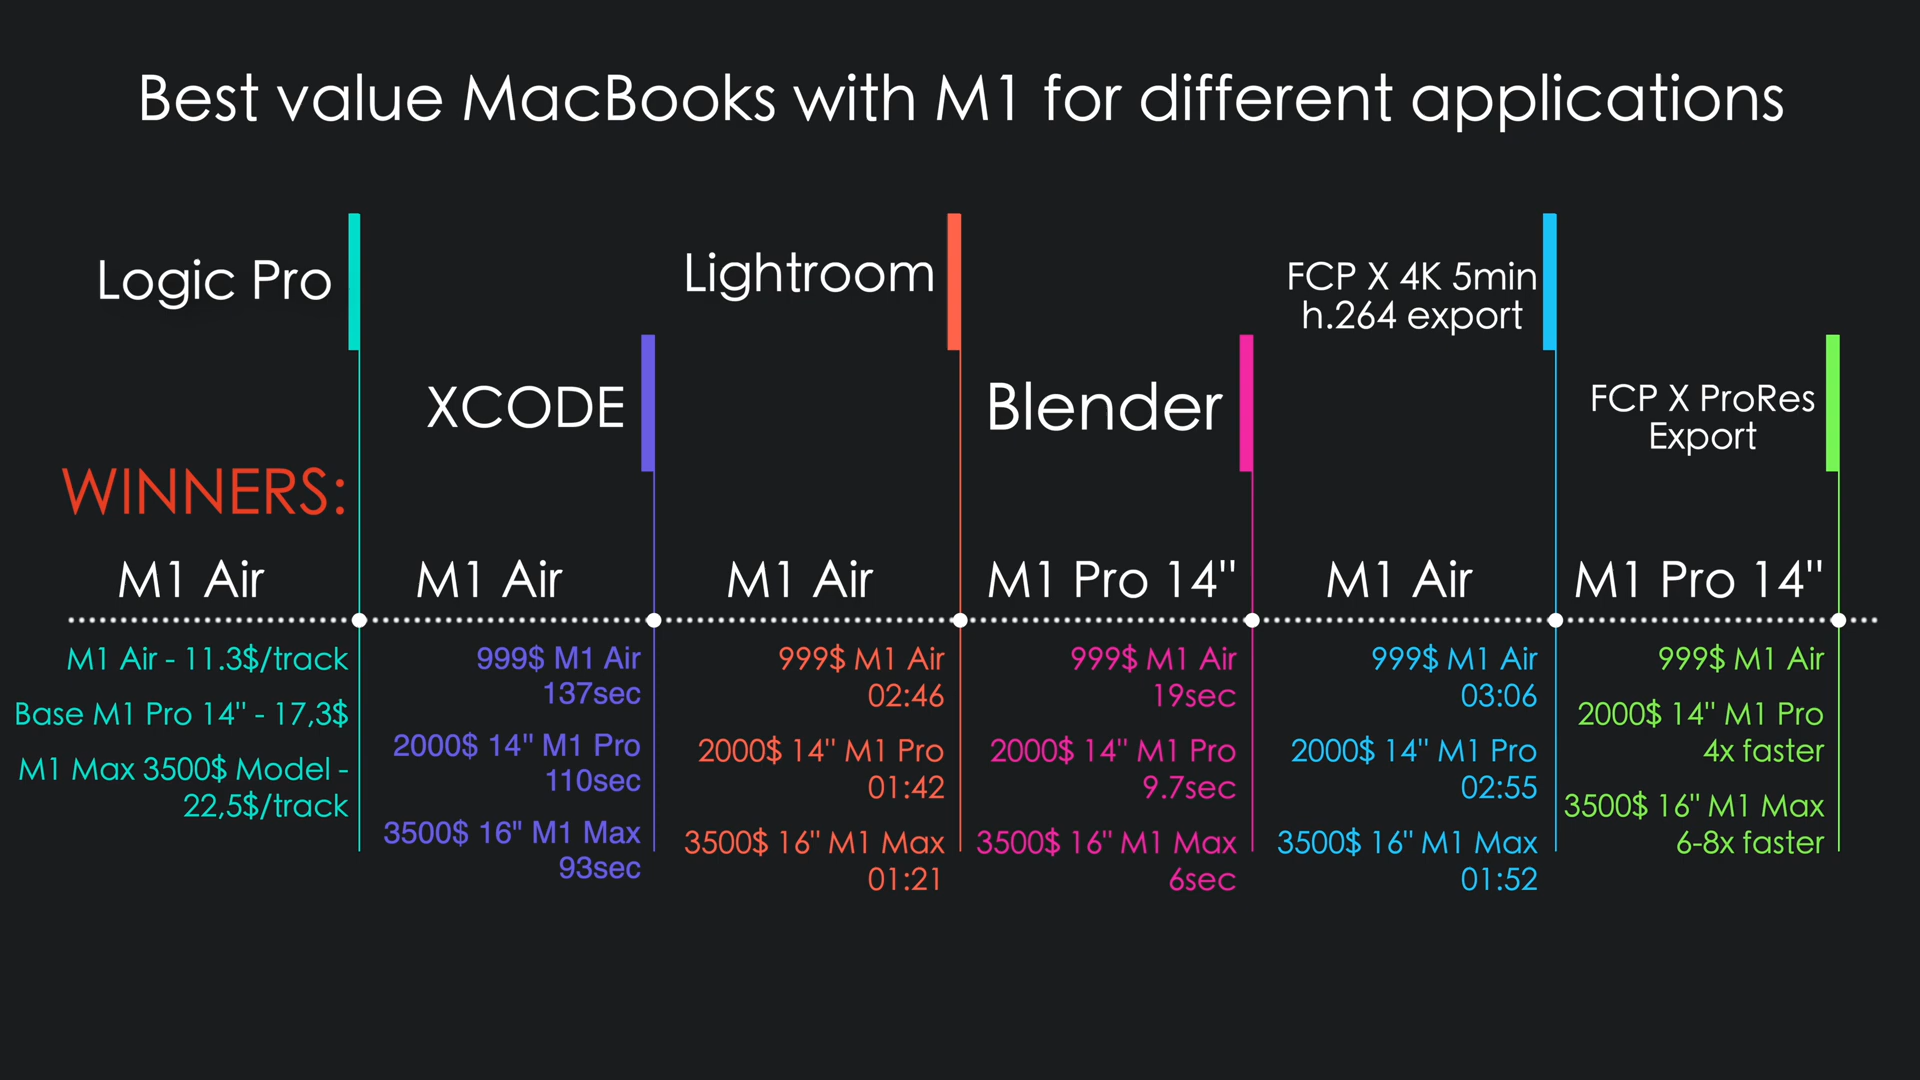 Best value MacBooks with M1 for different applications
Logic Pro
XCODE
Lightroom
Blender
FCP X 4K 5min
h.264 export
FCP X ProRes
Export
WINNERS:
M1 Air
M1 Air
M1 Air
M1 Pro 14"
M1 Air
M1 Pro 14"
M1 Air - 11.3$/track
Base M1 Pro 14" - 17,3$
M1 Max 3500$ Model -
22,5$/track
999$ M1 Air
137sec
2000$ 14" M1 Pro
110sec
3500$ 16" M1 Max
93sec
999$ M1 Air
02:46
2000$ 14" M1 Pro
01:42
3500$ 16" M1 Max
01:21
999$ M1 Air
19sec
2000$ 14" M1 Pro
9.7sec
3500$ 16" M1 Max
6sec
999$ M1 Air
03:06
2000$ 14" M1 Pro
02:55
3500$ 16" M1 Max
01:52
999$ M1 Air
2000$ 14" M1 Pro
4x faster
3500$ 16" M1 Max
6-8x faster